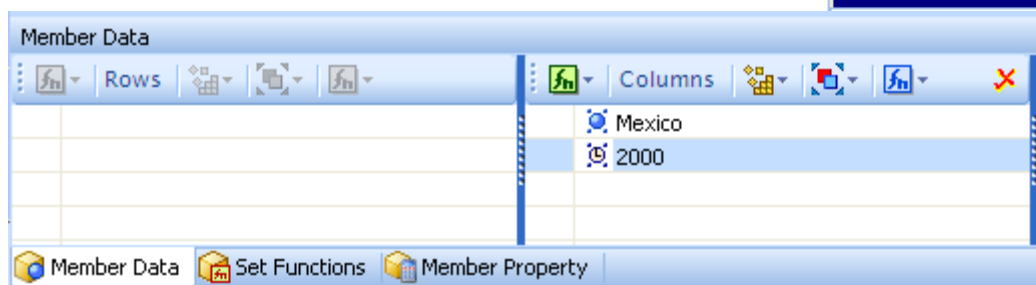 Member Data
Rows Columns
Mexico
2000
Member Data Set Functions Member Property